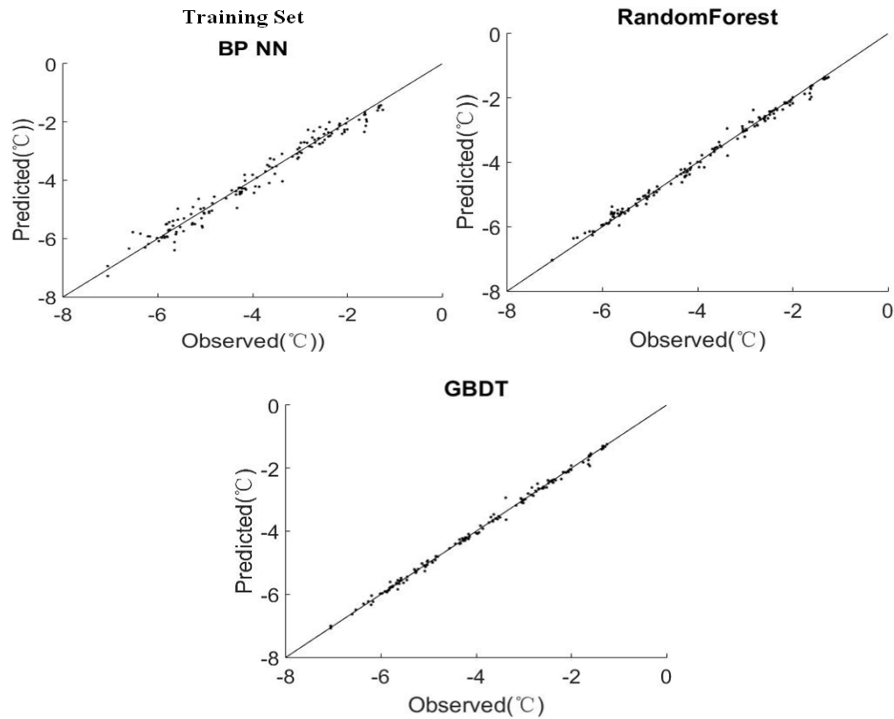 Training Set
BP NN
0
-2
-4
-6
-8
Predicted(℃))
-8 -6 -4 -2 0
Observed(℃))
RandomForest
0
-2
-4
-6
-8
Predicted(℃))
-8 -6 -4 -2 0
Observed(℃)
GBDT
0
-2
-4
-6
-8
Predicted(℃)
-8 -6 -4 -2 0
Observed(℃)